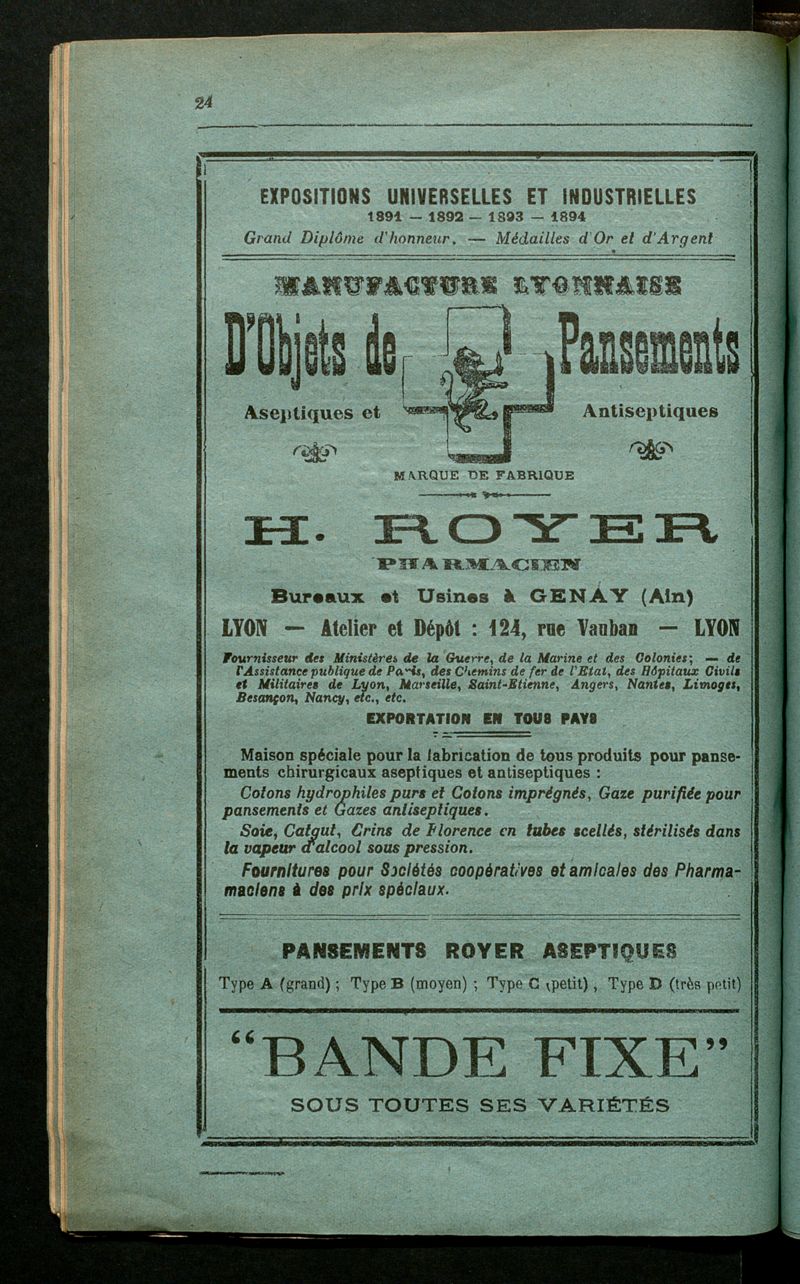 24
EXPOSITIONS UNIVERSELLES ET INDUSTRIELLES
1891 — 1892 — 1893 — 1894
Grand Diplôme d'honneur. — Médailles d'Or et d'Argent
MANUFACTURE LYONNAISE
D'Objets de Pansements
Aseptiques et Antiseptiques
MARQUE DE FABRIQUE
H. ROYER
PHARMACIEN
Bureaux et Usines à GENAY (Ain)
LYON — Atelier et Dépôt : 124, rue Vauban — LYON
Fournisseur des Ministères de la Guerre, de la Marine et des Colonies; — de
l'Assistance publique de Paris, des Chemins de fer de l'Etat, des Hôpitaux Civils
et Militaires de Lyon, Marseille, Saint-Etienne, Angers, Nantes, Limoges,
Besançon, Nancy, etc., etc.
EXPORTATION EN TOUS PAYS
Maison spéciale pour la fabrication de tous produits pour panse-
ments chirurgicaux aseptiques et antiseptiques :
Cotons hydrophiles purs et Cotons imprégnés, Gaze purifiée pour
pansements et Gazes antiseptiques.
Soie, Catgut, Crins de Florence en tubes scellés, stérilisés dans
la vapeur d'alcool sous pression.
Fournitures pour Sociétés coopératives et amicales des Pharma-
maciens à des prix spéciaux.
PANSEMENTS ROYER ASEPTIQUES
Type A (grand) ; Type B (moyen) ; Type C (petit), Type D (très petit)
“BANDE FIXE”
SOUS TOUTES SES VARIÉTÉS